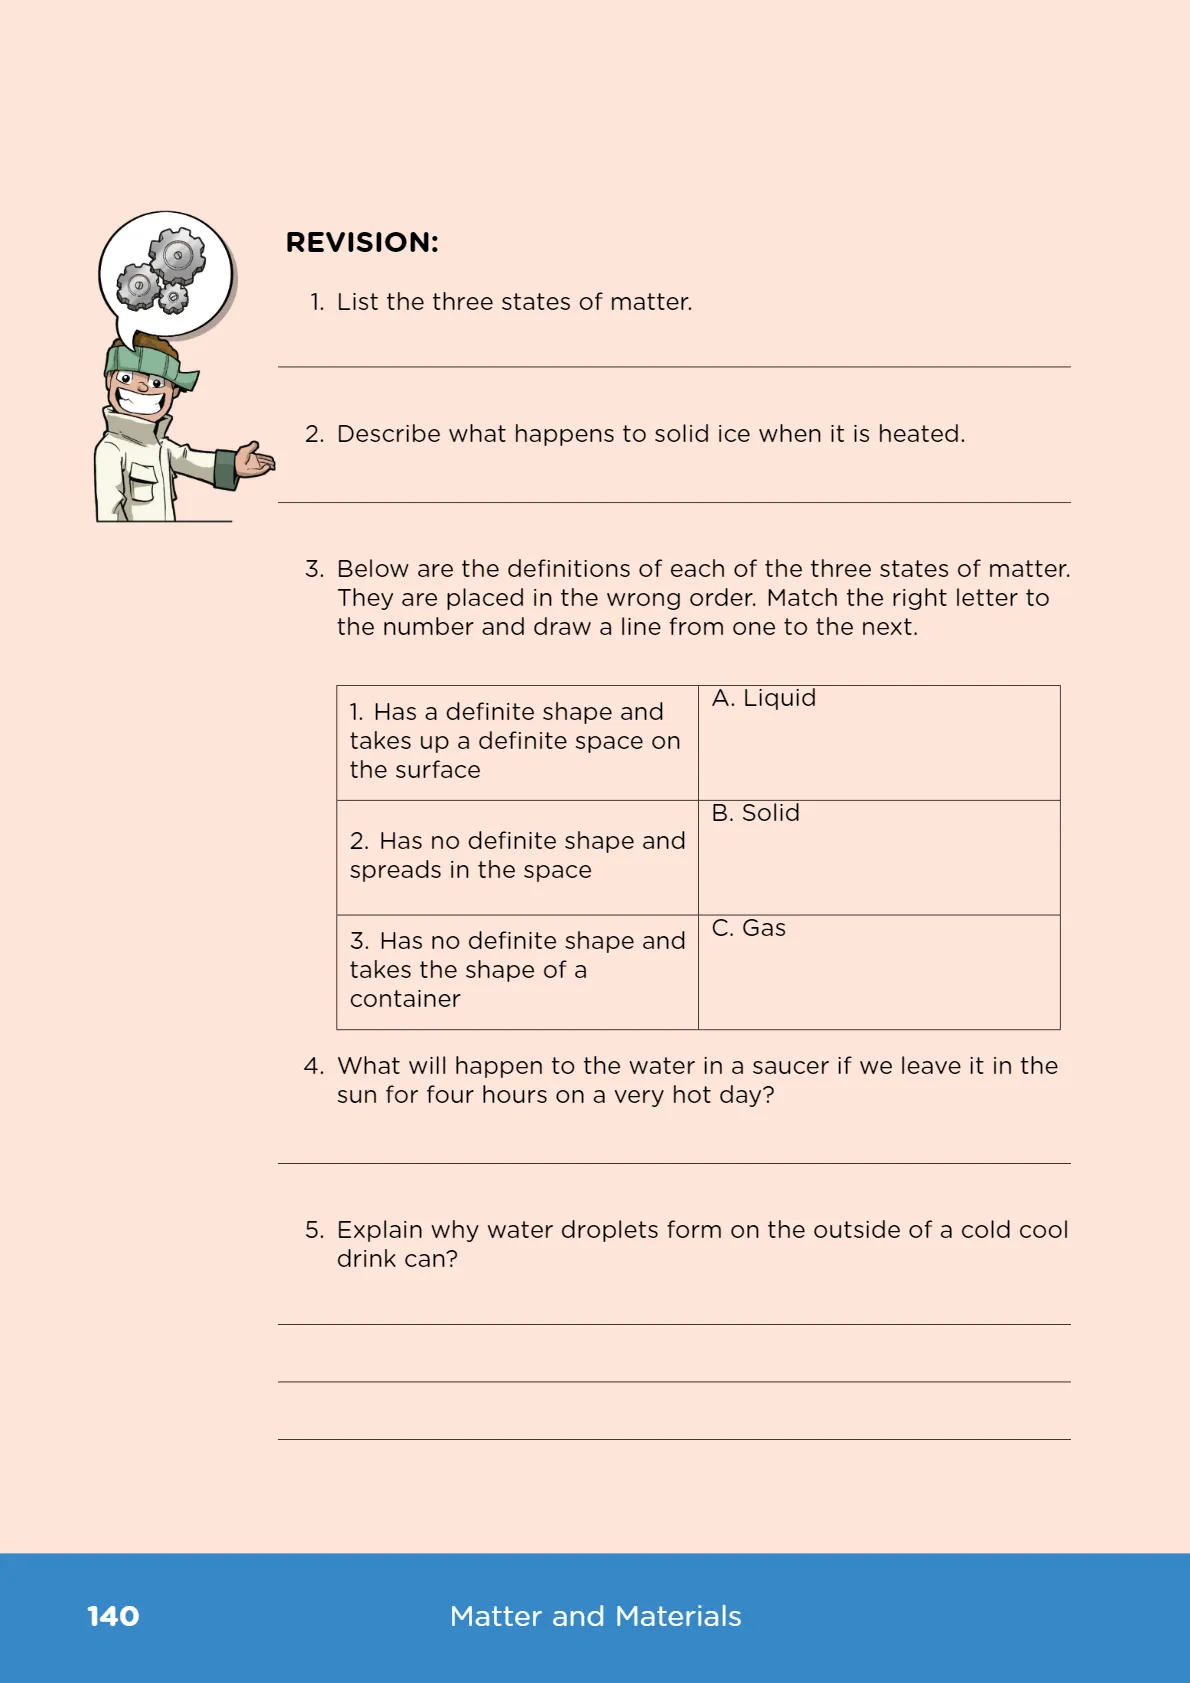 REVISION:
1. List the three states of matter.
2. Describe what happens to solid ice when it is heated.
3. Below are the definitions of each of the three states of matter.
They are placed in the wrong order. Match the right letter to
the number and draw a line from one to the next.
1. Has a definite shape and
takes up a definite space on
the surface
A. Liquid
2. Has no definite shape and
spreads in the space
B. Solid
3. Has no definite shape and
takes the shape of a
container
C. Gas
4. What will happen to the water in a saucer if we leave it in the
sun for four hours on a very hot day?
5. Explain why water droplets form on the outside of a cold cool
drink can?
140
Matter and Materials